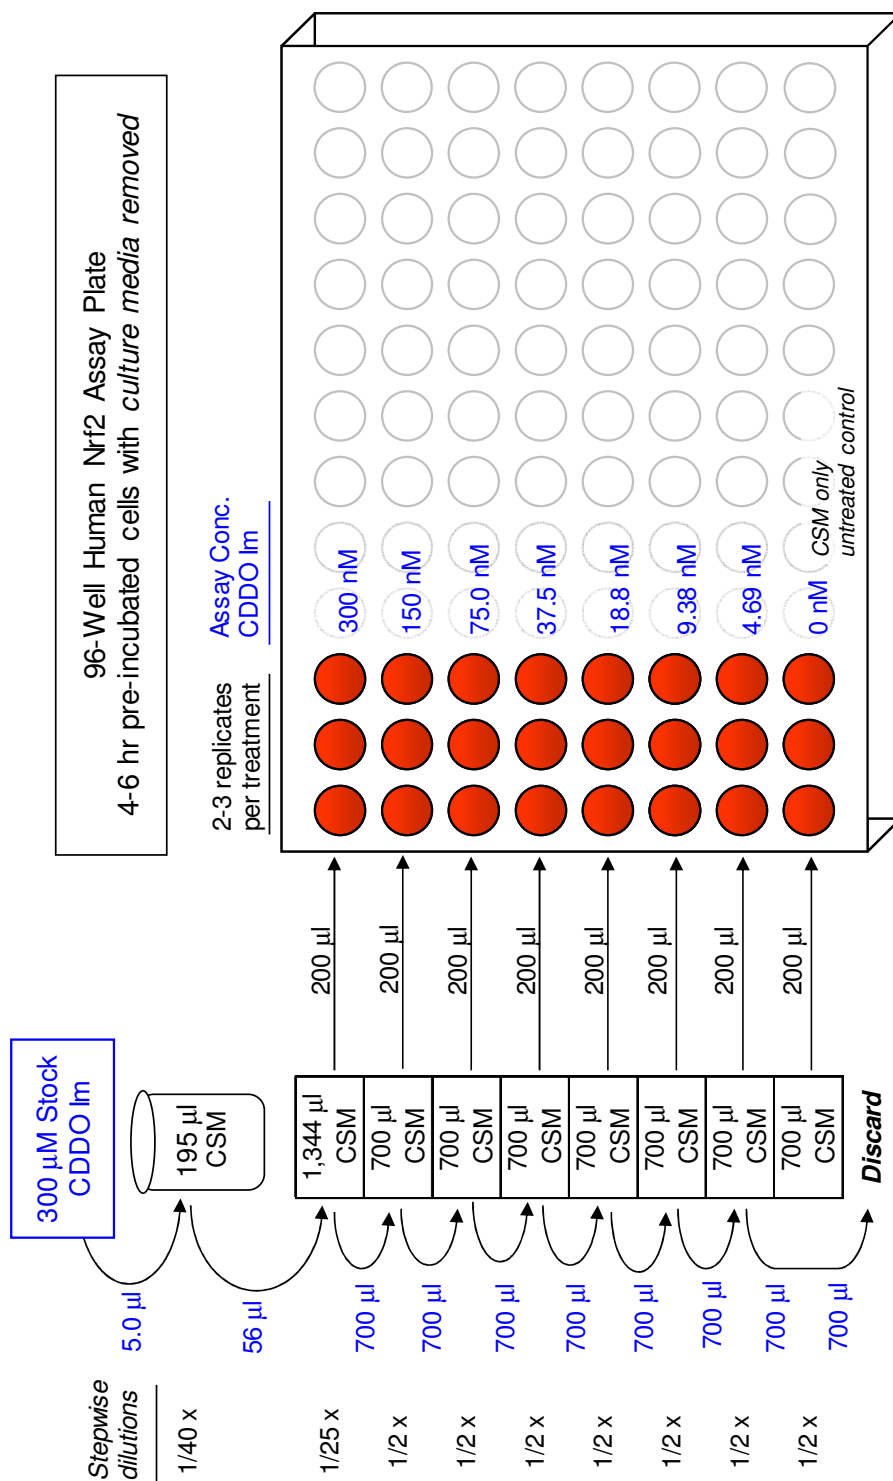 96-Well Human Nrf2 Assay Plate
4-6 hr pre-incubated cells with culture media removed
Stepwise
dilutions
1/40 x
1/25 x
1/2 x
1/2 x
1/2 x
1/2 x
1/2 x
1/2 x
1/2 x
5.0 µl
56 µl
700 µl
700 µl
700 µl
700 µl
700 µl
700 µl
700 µl
700 µl
300 µM Stock
CDDO Im
195 µl
CSM
1,344 µl
CSM
700 µl
CSM
700 µl
CSM
700 µl
CSM
700 µl
CSM
700 µl
CSM
700 µl
CSM
700 µl
CSM
Discard
200 µl
200 µl
200 µl
200 µl
200 µl
200 µl
200 µl
200 µl
2-3 replicates
per treatment
Assay Conc.
CDDO Im
300 nM
150 nM
75.0 nM
37.5 nM
18.8 nM
9.38 nM
4.69 nM
0 nM
CSM only
untreated control